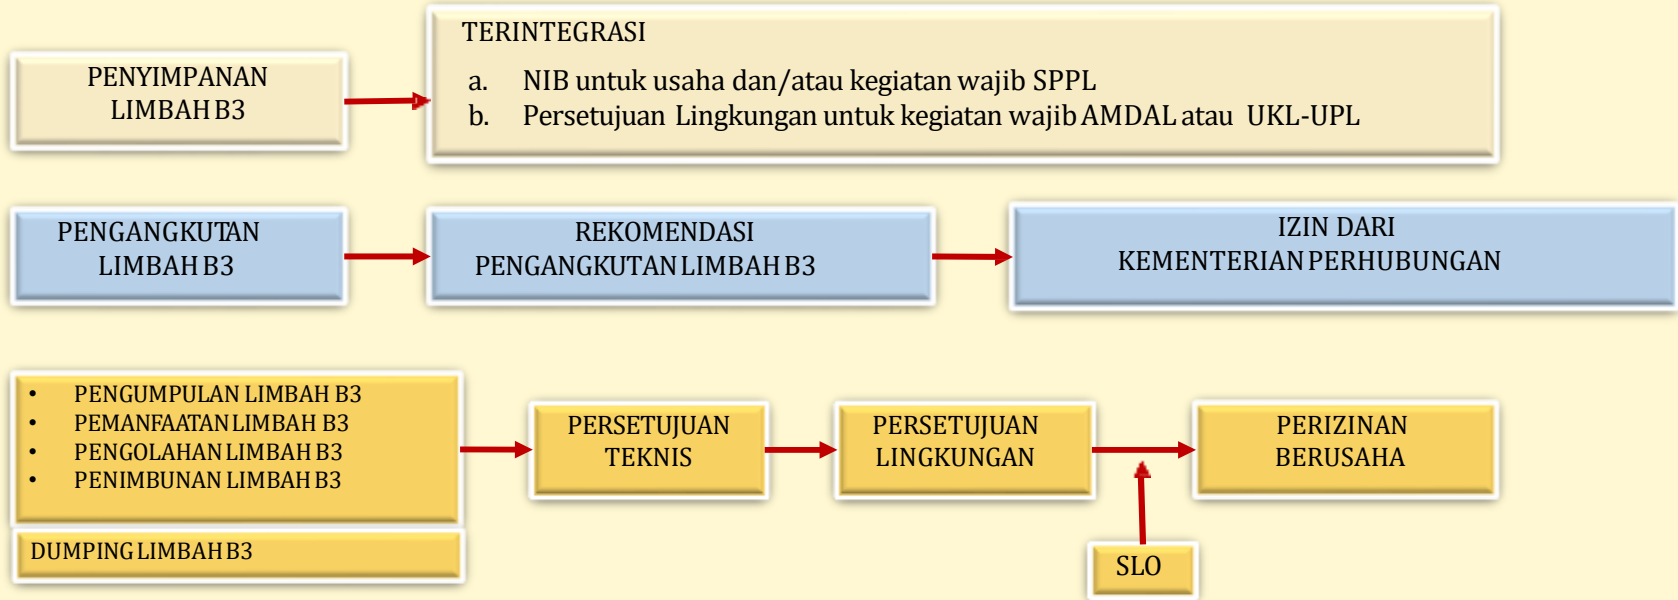 PENYIMPANAN
LIMBAH B3
TERINTEGRASI
a. NIB untuk usaha dan/atau kegiatan wajib SPPL
b. Persetujuan Lingkungan untuk kegiatan wajib AMDAL atau UKL-UPL
PENGANGKUTAN
LIMBAH B3
REKOMENDASI
PENGANGKUTAN LIMBAH B3
IZIN DARI
KEMENTERIAN PERHUBUNGAN
• PENGUMPULAN LIMBAH B3
• PEMANFAATAN LIMBAH B3
• PENGOLAHAN LIMBAH B3
• PENIMBUNAN LIMBAH B3
DUMPING LIMBAH B3
PERSETUJUAN
TEKNIS
PERSETUJUAN
LINGKUNGAN
SLO
PERIZINAN
BERUSAHA